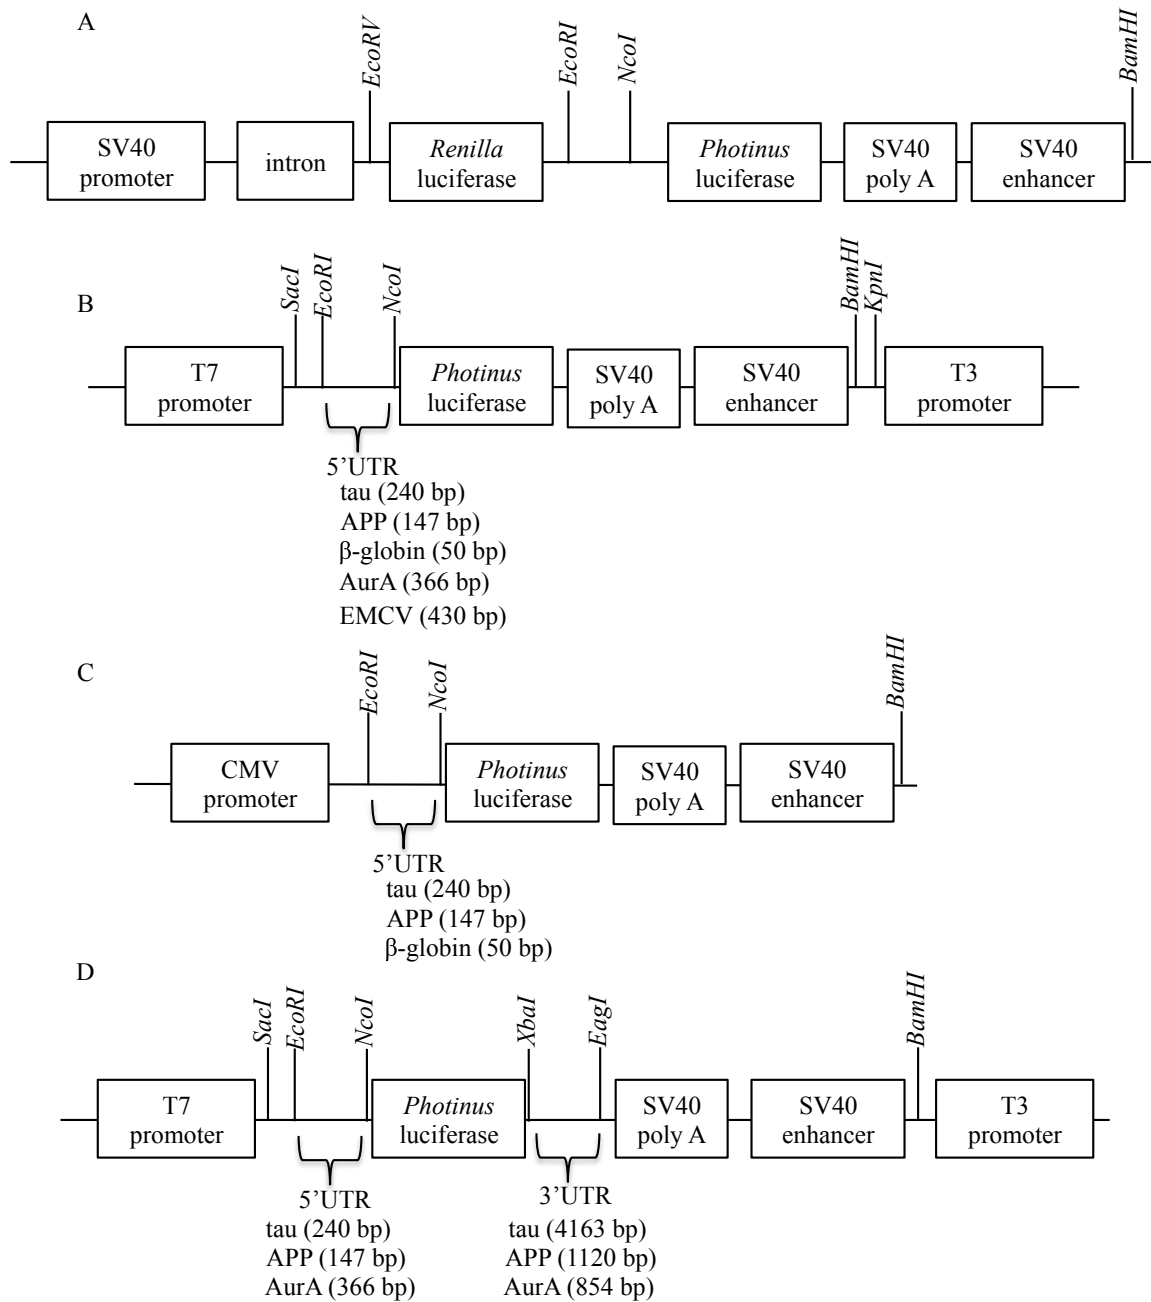 A
EcoRV
EcoRI
NcoI
BamHI
SV40
promoter
intron
Renilla
luciferase
Photinus
luciferase
SV40
poly A
SV40
enhancer
B
SacI
EcoRI
NcoI
BamHI
KpnI
T7
promoter
Photinus
luciferase
SV40
poly A
SV40
enhancer
T3
promoter
5'UTR
tau (240 bp)
APP (147 bp)
β-globin (50 bp)
AurA (366 bp)
EMCV (430 bp)
C
EcoRI
NcoI
BamHI
CMV
promoter
Photinus
luciferase
SV40
poly A
SV40
enhancer
5'UTR
tau (240 bp)
APP (147 bp)
β-globin (50 bp)
D
SacI
EcoRI
NcoI
XbaI
EagI
BamHI
T7
promoter
Photinus
luciferase
SV40
poly A
SV40
enhancer
T3
promoter
5'UTR
tau (240 bp)
APP (147 bp)
AurA (366 bp)
3'UTR
tau (4163 bp)
APP (1120 bp)
AurA (854 bp)